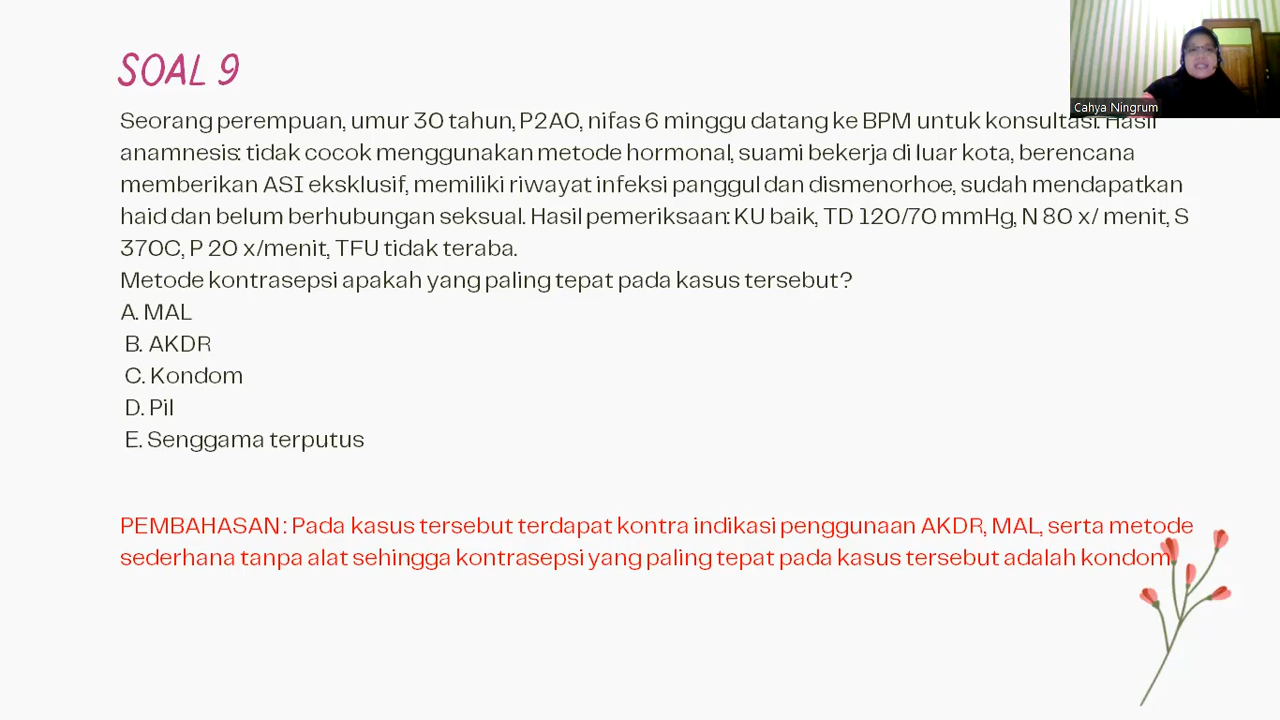 SOAL 9
Cahya Ningrum
Seorang perempuan, umur 30 tahun, P2A0, nifas 6 minggu datang ke BPM untuk konsultasi. Hasil
anamnesis: tidak cocok menggunakan metode hormonal, suami bekerja di luar kota, berencana
memberikan ASI eksklusif, memiliki riwayat infeksi panggul dan dismenorhoe, sudah mendapatkan
haid dan belum berhubungan seksual. Hasil pemeriksaan: KU baik, TD 120/70 mmHg, N 80 x/ menit, S
370C, P 20 x/menit, TFU tidak teraba.
Metode kontrasepsi apakah yang paling tepat pada kasus tersebut?
A. MAL
B. AKDR
C. Kondom
D. Pil
E. Senggama terputus
PEMBAHASAN : Pada kasus tersebut terdapat kontra indikasi penggunaan AKDR, MAL, serta metode
sederhana tanpa alat sehingga kontrasepsi yang paling tepat pada kasus tersebut adalah kondom